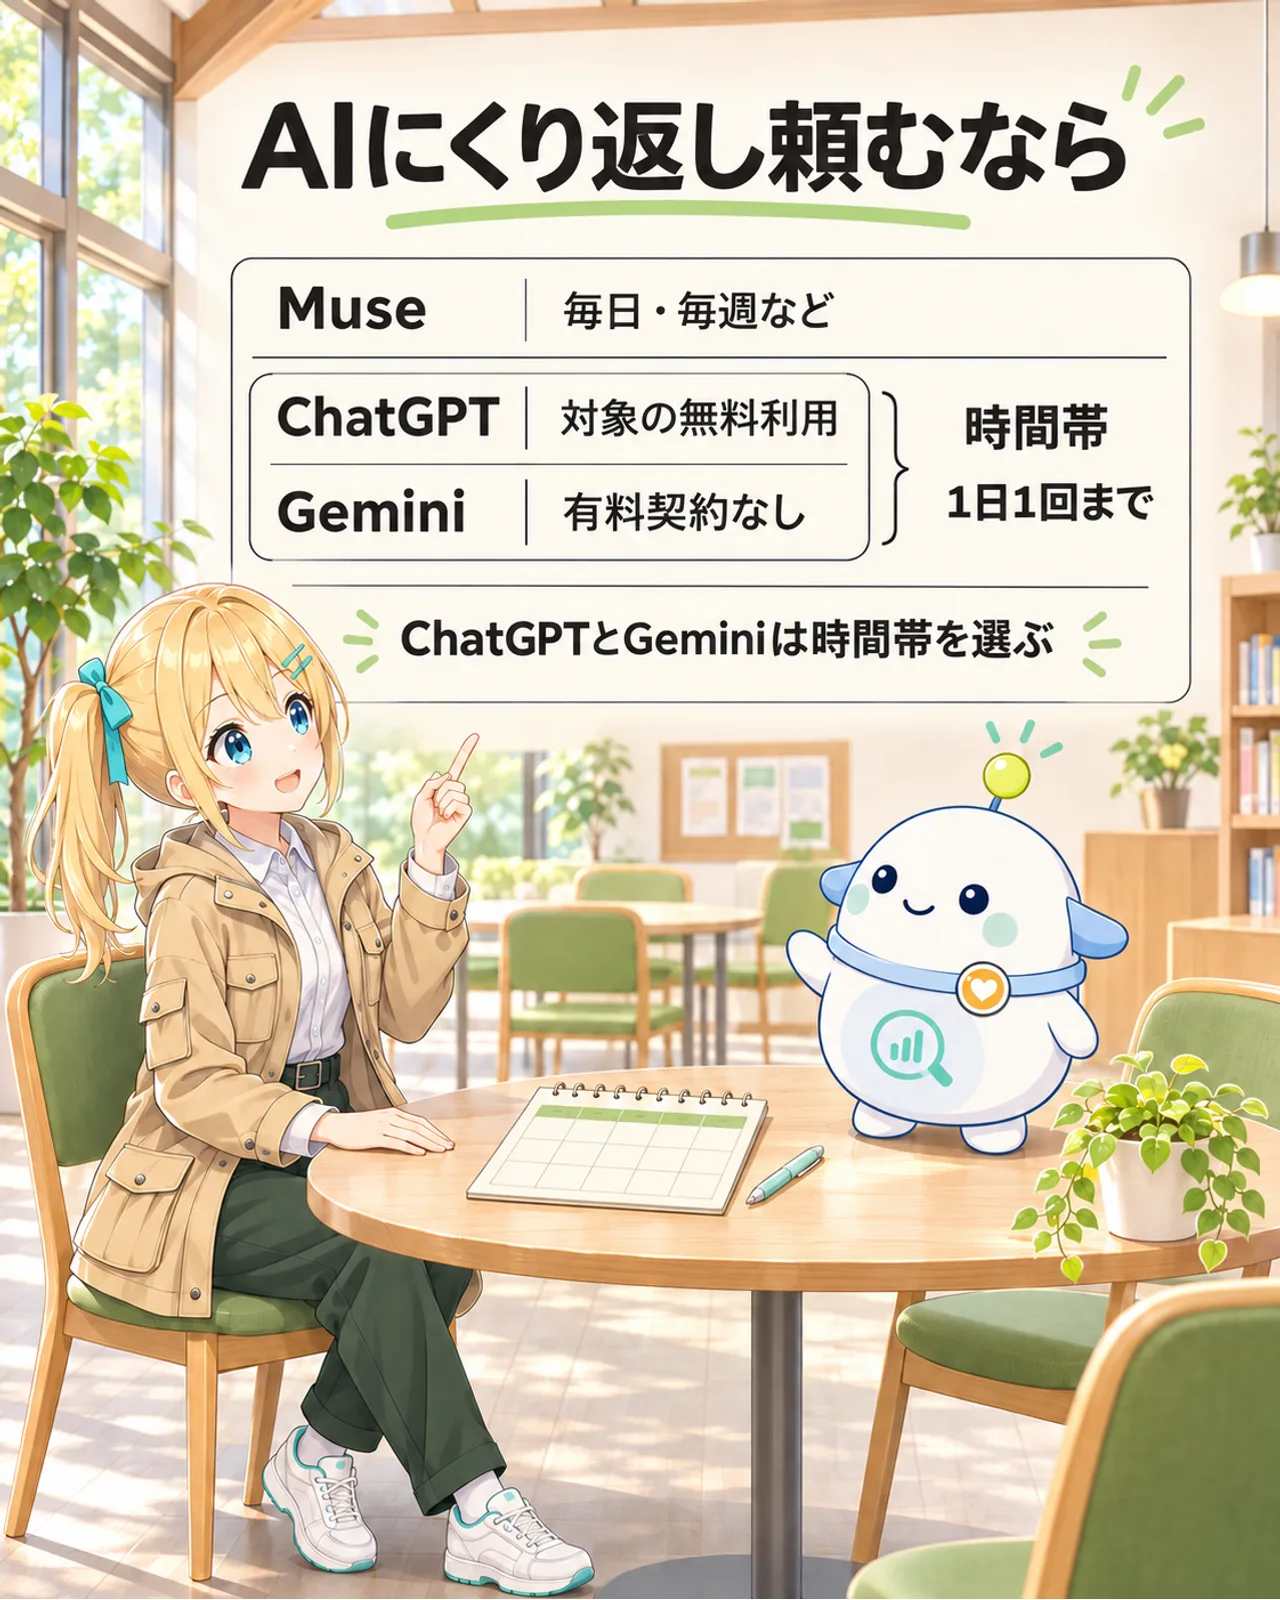 AIにくり返し頼むなら
Muse 毎日・毎週など
ChatGPT 対象の無料利用
Gemini 有料契約なし
時間帯
1日1回まで
ChatGPTとGeminiは時間帯を選ぶ